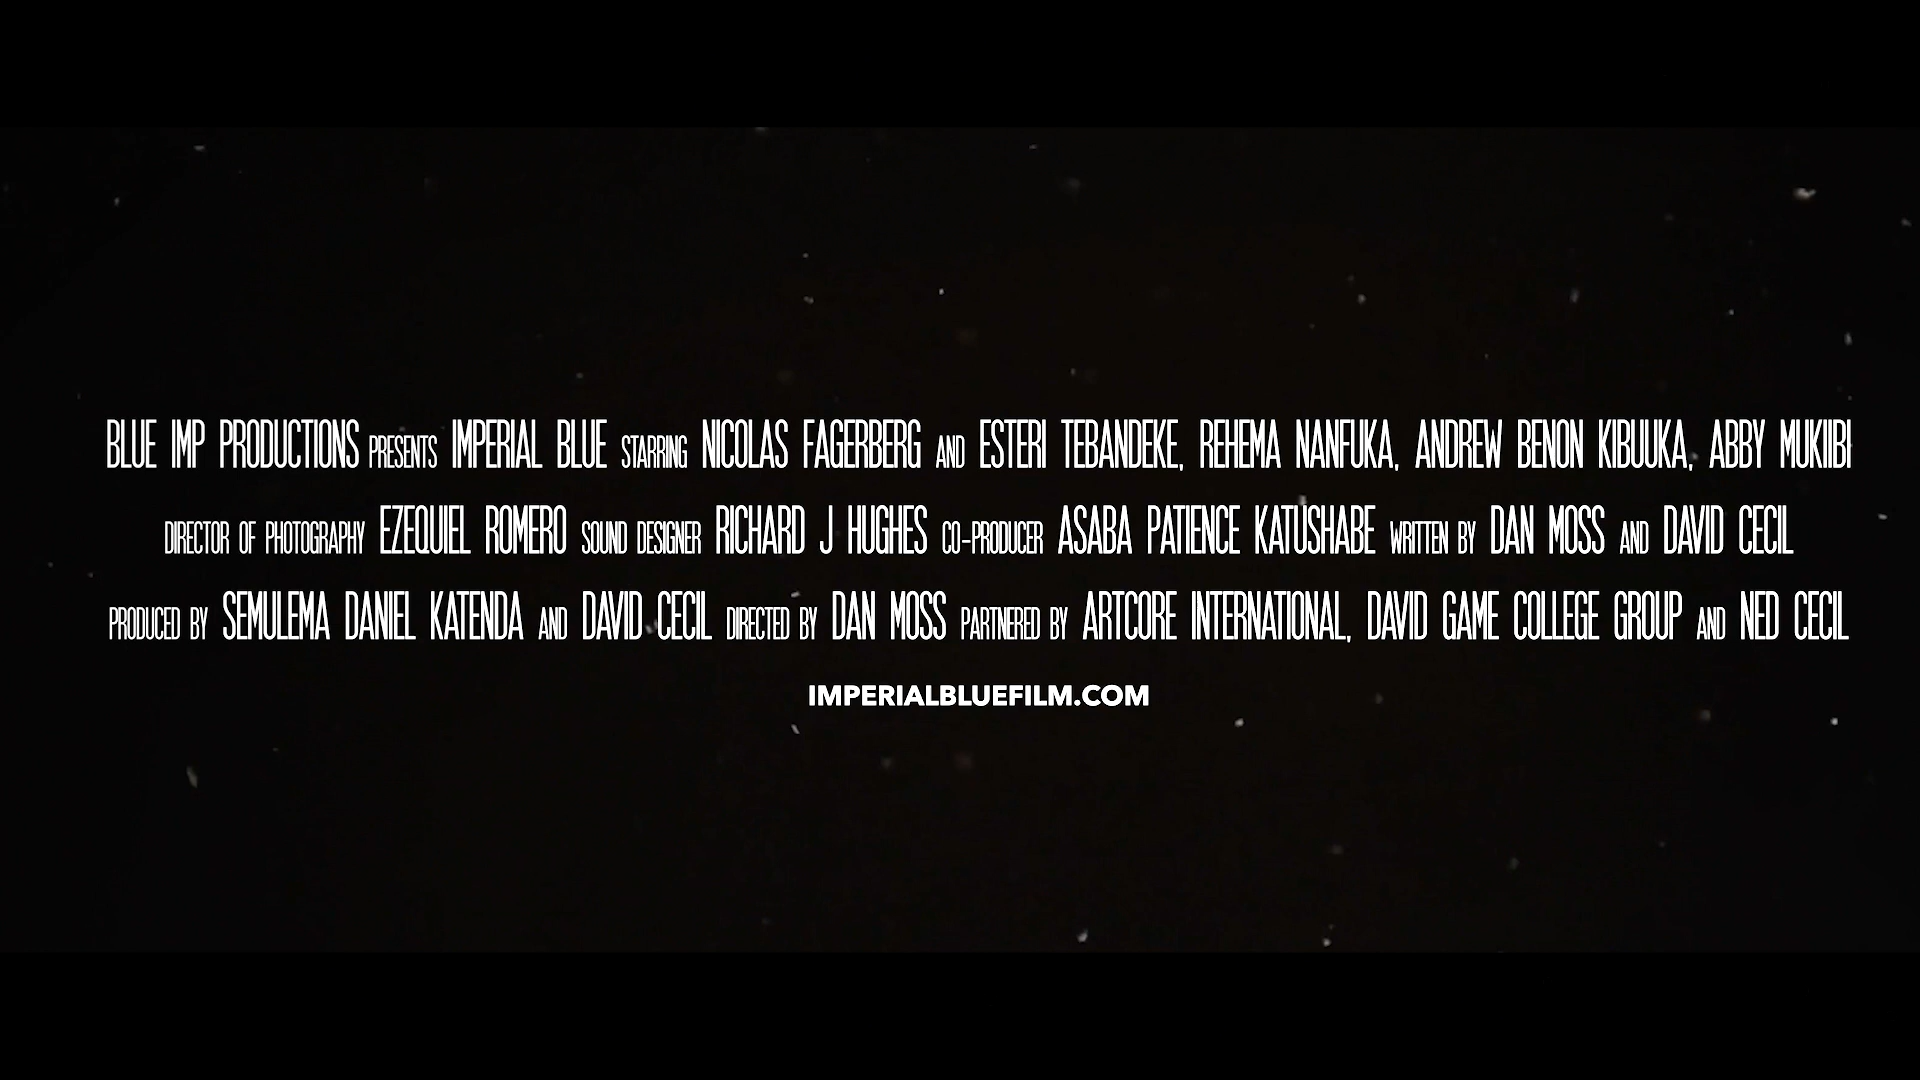 BLUE IMP PRODUCTIONS PRESENTS IMPERIAL BLUE STARRING NICOLAS FAGERBERG AND ESTERI TEBANDEKE, REHEMA NANFUKA, ANDREW BENON KIBUUKA, ABBY MUKIIBI
DIRECTOR OF PHOTOGRAPHY EZEQUIEL ROMERO SOUND DESIGNER RICHARD J HUGHES CO-PRODUCER ASABA PATIENCE KATUSHABE WRITTEN BY DAN MOSS AND DAVID CECIL
PRODUCED BY SEMULEMA DANIEL KATENDA AND DAVID CECIL DIRECTED BY DAN MOSS PARTNERED BY ARTCORE INTERNATIONAL, DAVID GAME COLLEGE GROUP AND NED CECIL
IMPERIALBLUEFILM.COM